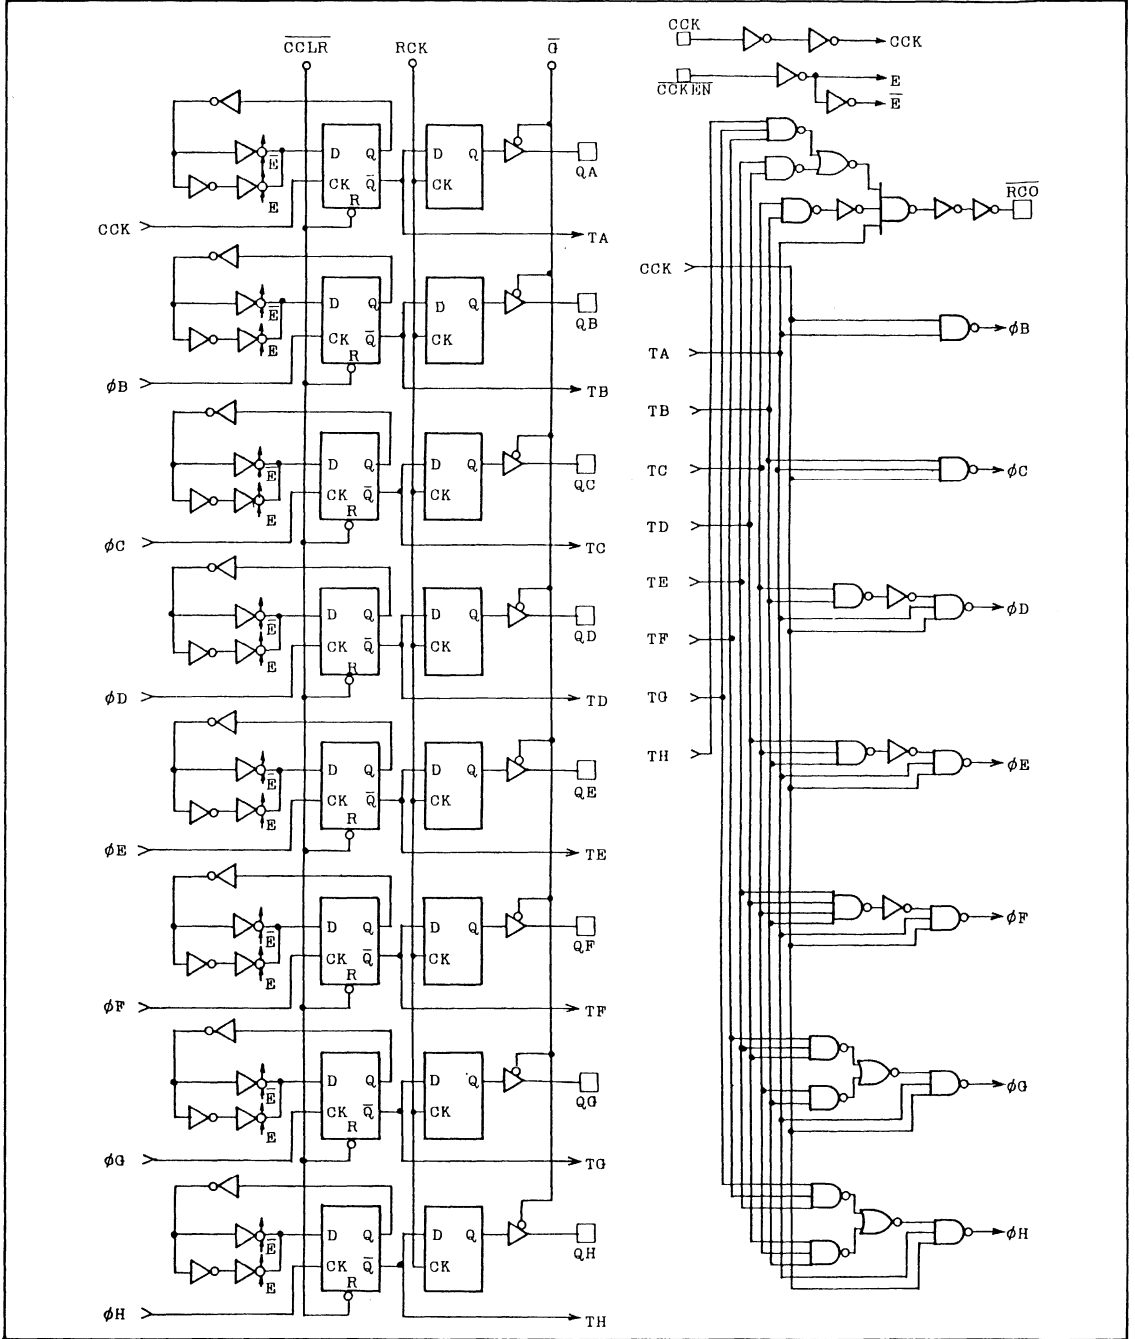 C̅C̅L̅R̅ RCK G̅
D Q D Q
E̅
CK Q̅ CK
E R
QA
CCK
TA
D Q D Q
E̅
CK Q̅ CK
E R
QB
φB
TB
D Q D Q
E̅
CK Q̅ CK
E R
QC
φC
TC
D Q D Q
E̅
CK Q̅ CK
E R
QD
φD
TD
D Q D Q
E̅
CK Q̅ CK
E R
QE
φE
TE
D Q D Q
E̅
CK Q̅ CK
E R
QF
φF
TF
D Q D Q
E̅
CK Q̅ CK
E R
QG
φG
TG
D Q D Q
E̅
CK Q̅ CK
E R
QH
φH
TH
CCK
CCK
C̅C̅K̅E̅N̅
E
E̅
R̅C̅O̅
CCK
φB
TA
TB
TC
φC
TD
TE
φD
TF
TG
TH
φE
φF
φG
φH